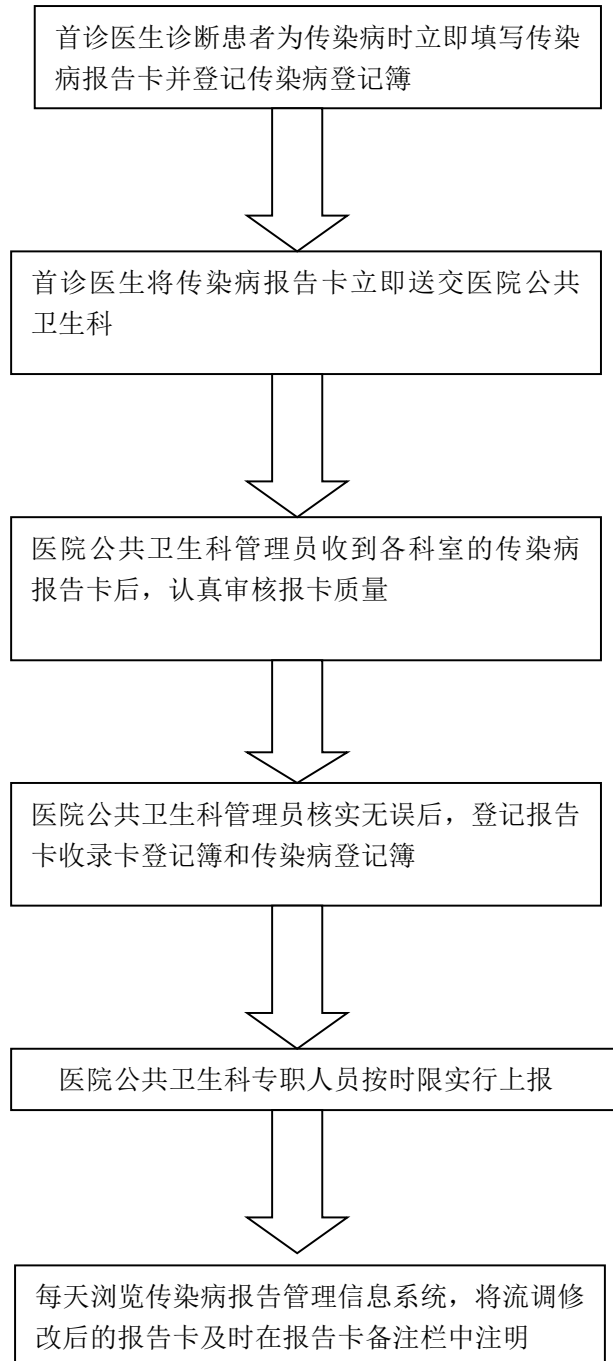 首诊医生诊断患者为传染病时立即填写传染
病报告卡并登记传染病登记簿
首诊医生将传染病报告卡立即送交医院公共
卫生科
医院公共卫生科管理员收到各科室的传染病
报告卡后，认真审核报卡质量
医院公共卫生科管理员核实无误后，登记报告
卡收录卡登记簿和传染病登记簿
医院公共卫生科专职人员按时限实行上报
每天浏览传染病报告管理信息系统，将流调修
改后的报告卡及时在报告卡备注栏中注明